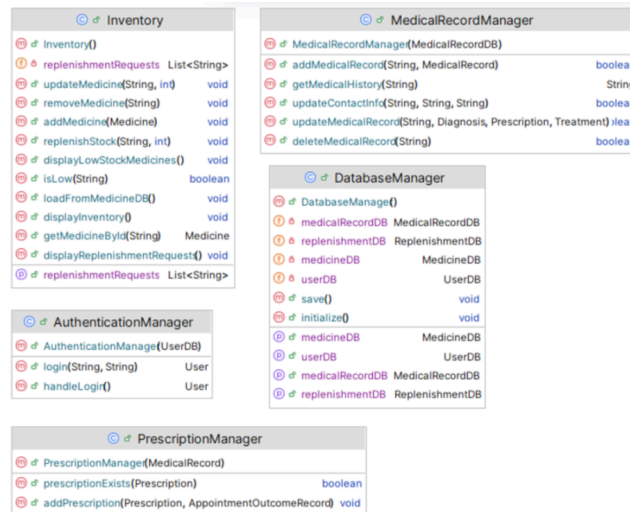 Inventory
Inventory()
replenishmentRequests List<String>
updateMedicine(String, int) void
removeMedicine(String) void
addMedicine(Medicine) void
replenishStock(String, int) void
displayLowStockMedicines() void
isLow(String) boolean
loadFromMedicineDB() void
displayInventory() void
getMedicineById(String) Medicine
displayReplenishmentRequests() void
replenishmentRequests List<String>
MedicalRecordManager
MedicalRecordManager(MedicalRecordDB)
addMedicalRecord(String, MedicalRecord) boolea
getMedicalHistory(String) String
updateContactInfo(String, String, String) boolea
updateMedicalRecord(String, Diagnosis, Prescription, Treatment) lea
deleteMedicalRecord(String) boolea
DatabaseManager
DatabaseManage()
medicalRecordDB MedicalRecordDB
replenishmentDB ReplenishmentDB
medicineDB MedicineDB
userDB UserDB
save() void
initialize() void
medicineDB MedicineDB
userDB UserDB
medicalRecordDB MedicalRecordDB
replenishmentDB ReplenishmentDB
AuthenticationManager
AuthenticationManage(UserDB)
login(String, String) User
handleLogin() User
PrescriptionManager
PrescriptionManager(MedicalRecord)
prescriptionExists(Prescription) boolean
addPrescription(Prescription, AppointmentOutcomeRecord) void